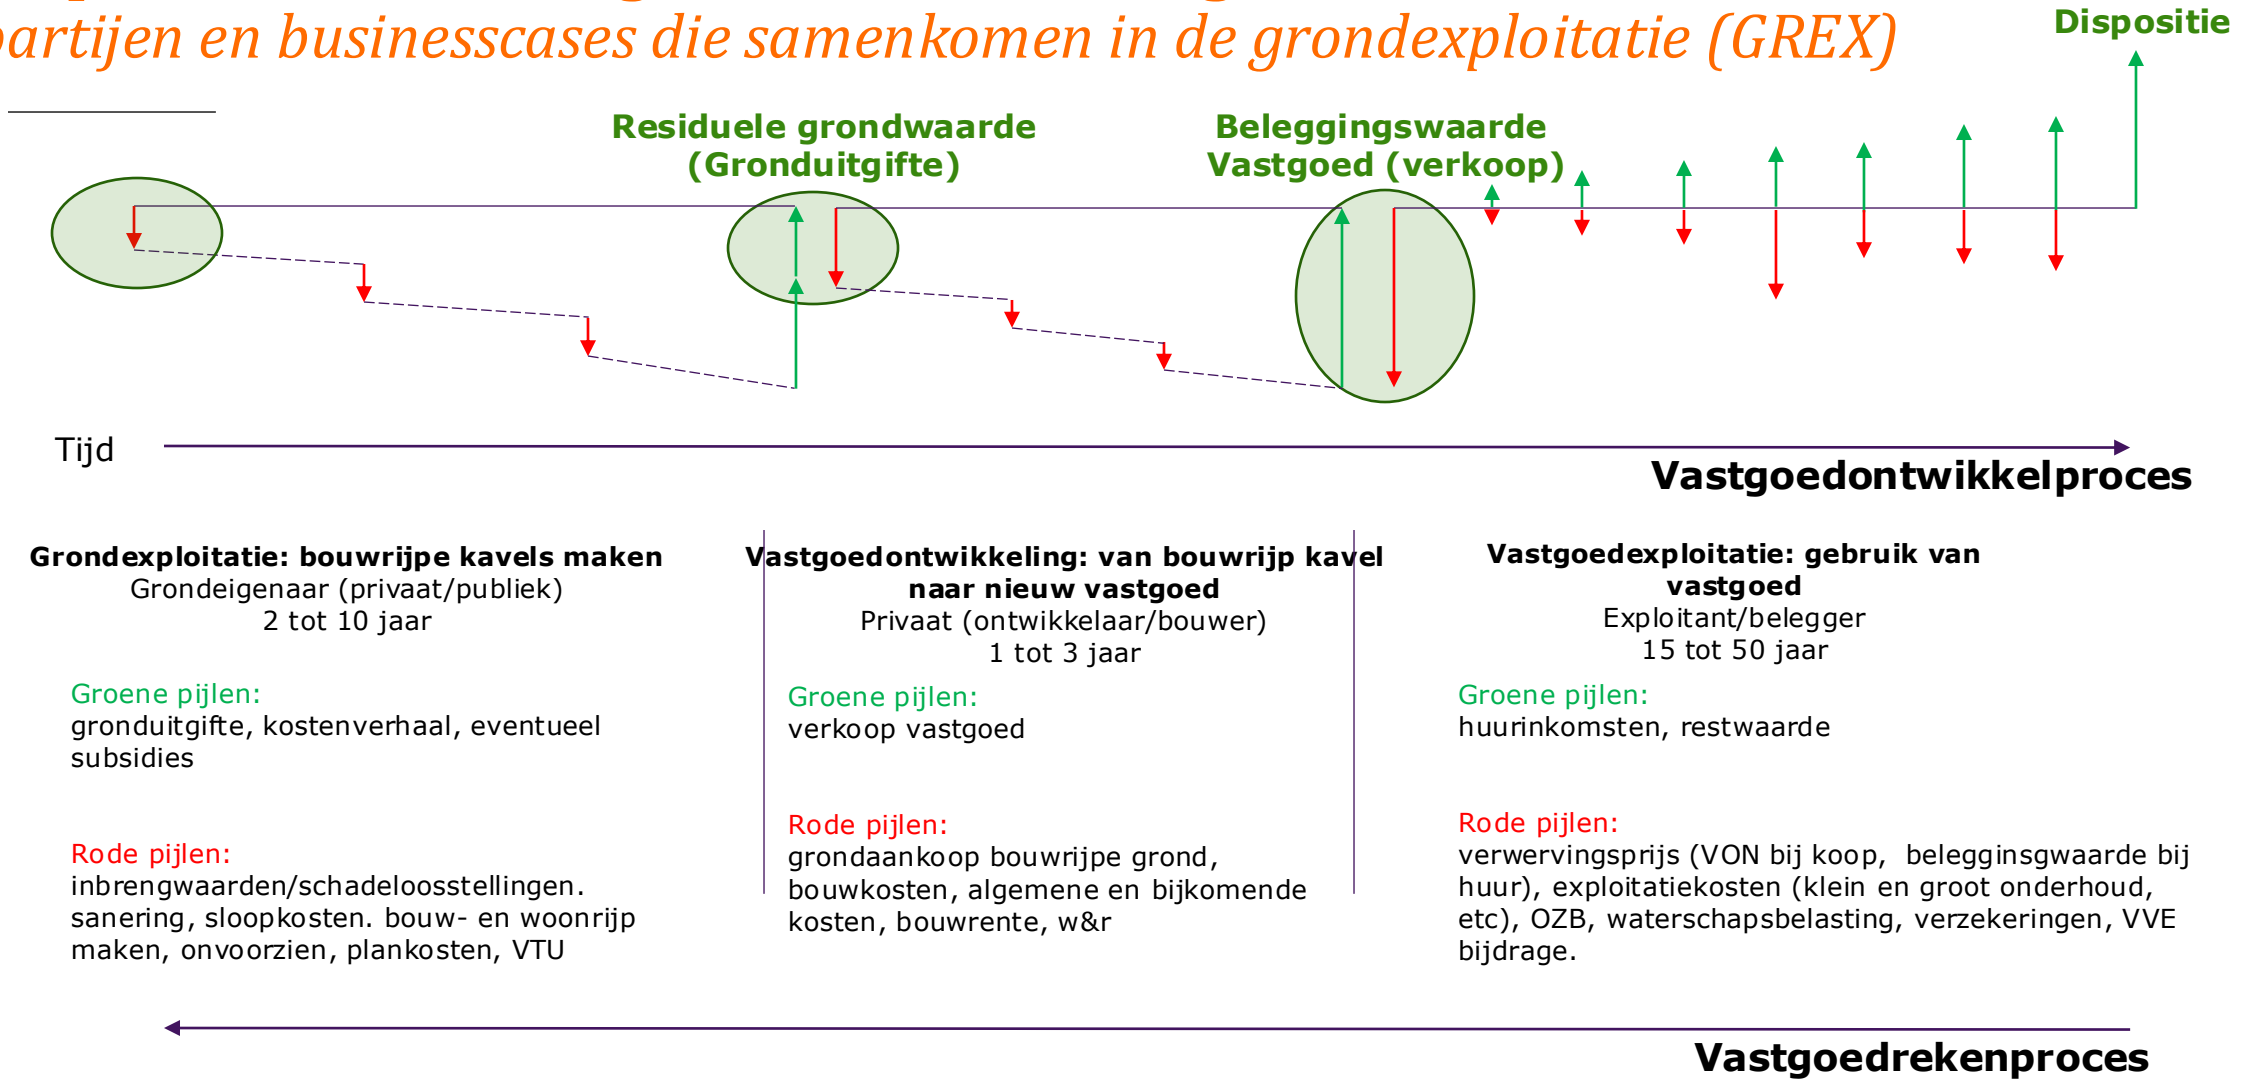 partijen en businesscases die samenkomen in de grondexploitatie (GREX)
Dispositie
Residuele grondwaarde
(Gronduitgifte)
Beleggingswaarde
Vastgoed (verkoop)
Tijd
Vastgoedontwikkelproces
Grondexploitatie: bouwrijpe kavels maken
Grondeigenaar (privaat/publiek)
2 tot 10 jaar
Groene pijlen:
gronduitgifte, kostenverhaal, eventueel
subsidies
Rode pijlen:
inbrengwaarden/schadeloosstellingen.
sanering, sloopkosten. bouw- en woonrijp
maken, onvoorzien, plankosten, VTU
Vastgoedontwikkeling: van bouwrijp kavel
naar nieuw vastgoed
Privaat (ontwikkelaar/bouwer)
1 tot 3 jaar
Groene pijlen:
verkoop vastgoed
Rode pijlen:
grondaankoop bouwrijpe grond,
bouwkosten, algemene en bijkomende
kosten, bouwrente, w&r
Vastgoedexploitatie: gebruik van
vastgoed
Exploitant/belegger
15 tot 50 jaar
Groene pijlen:
huurinkomsten, restwaarde
Rode pijlen:
verwervingsprijs (VON bij koop,  belegginsgwaarde bij
huur), exploitatiekosten (klein en groot onderhoud,
etc), OZB, waterschapsbelasting, verzekeringen, VVE
bijdrage.
Vastgoedrekenproces